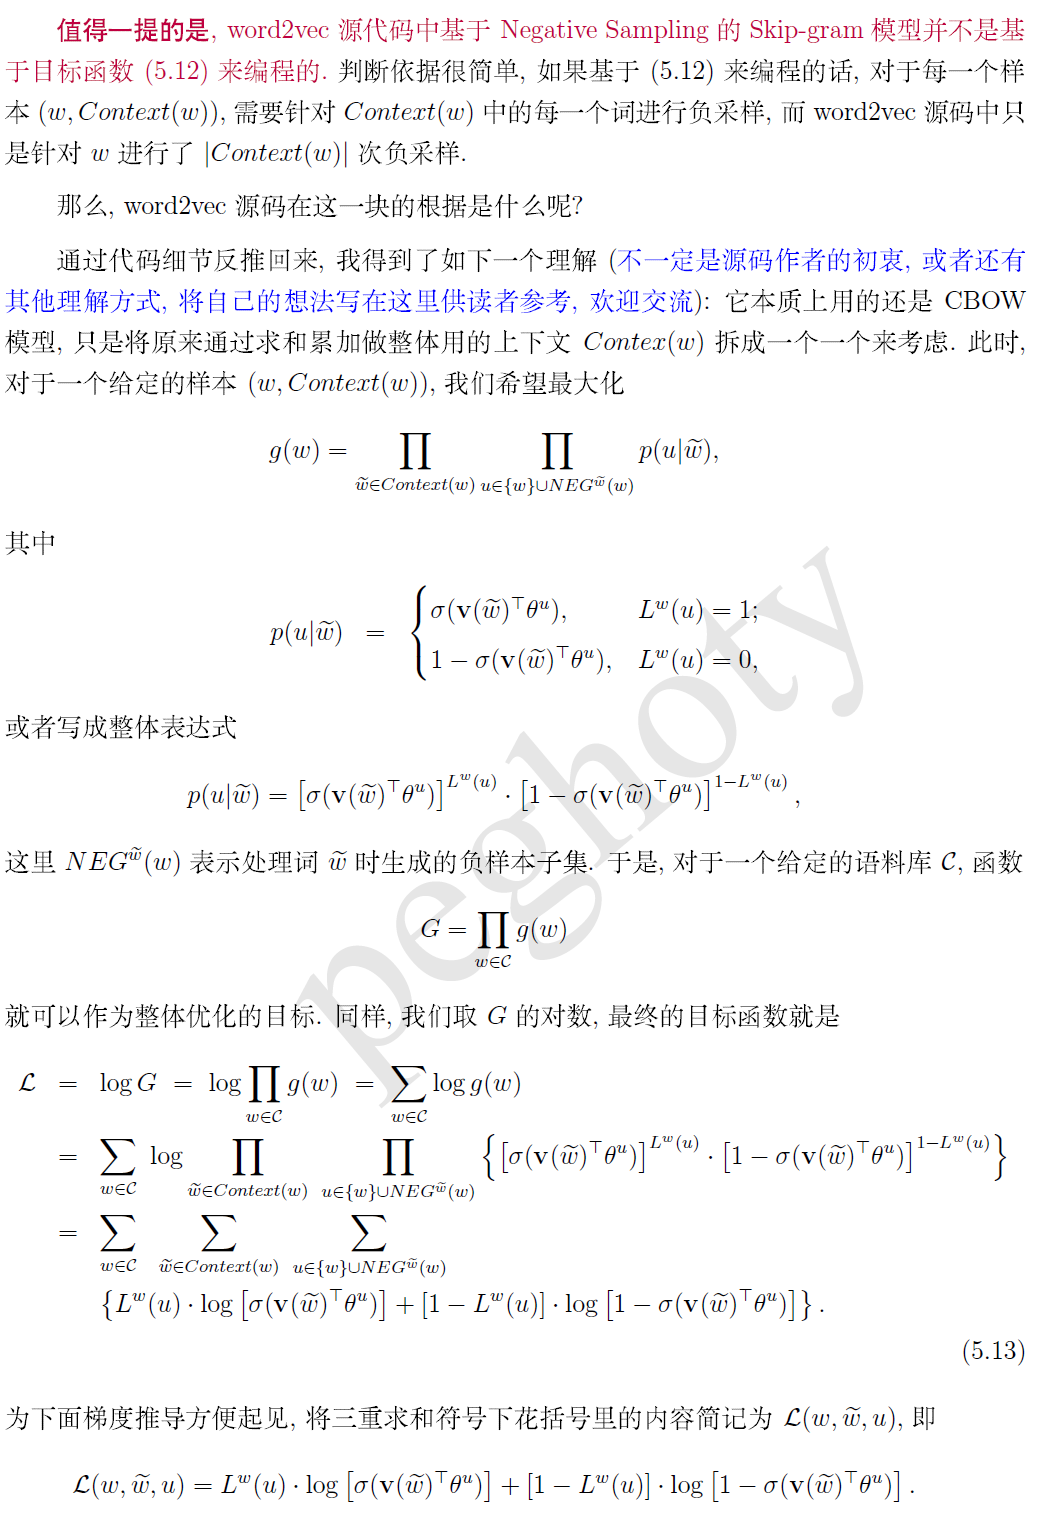 值得一提的是, word2vec 源代码中基于 Negative Sampling 的 Skip-gram 模型并不是基
于目标函数 (5.12) 来编程的. 判断依据很简单, 如果基于 (5.12) 来编程的话, 对于每一个样
本 (w, Context(w)), 需要针对 Context(w) 中的每一个词进行负采样, 而 word2vec 源码中只
是针对 w 进行了 |Context(w)| 次负采样.
那么, word2vec 源码在这一块的根据是什么呢?
通过代码细节反推回来, 我得到了如下一个理解 (不一定是源码作者的初衷, 或者还有
其他理解方式, 将自己的想法写在这里供读者参考, 欢迎交流): 它本质上用的还是 CBOW
模型, 只是将原来通过求和累加做整体用的上下文 Contex(w) 拆成一个一个来考虑. 此时,
对于一个给定的样本 (w, Context(w)), 我们希望最大化
g(w) = ∏_{w̃∈Context(w)} ∏_{u∈{w}∪NEG^{w̃}(w)} p(u|w̃),
其中
p(u|w̃) = { σ(v(w̃)^⊤θ^u), L^w(u) = 1;
1 − σ(v(w̃)^⊤θ^u), L^w(u) = 0,
或者写成整体表达式
p(u|w̃) = [σ(v(w̃)^⊤θ^u)]^{L^w(u)} · [1 − σ(v(w̃)^⊤θ^u)]^{1−L^w(u)},
这里 NEG^{w̃}(w) 表示处理词 w̃ 时生成的负样本子集. 于是, 对于一个给定的语料库 C, 函数
G = ∏_{w∈C} g(w)
就可以作为整体优化的目标. 同样, 我们取 G 的对数, 最终的目标函数就是
L = log G = log ∏_{w∈C} g(w) = ∑_{w∈C} log g(w)
= ∑_{w∈C} log ∏_{w̃∈Context(w)} ∏_{u∈{w}∪NEG^{w̃}(w)} {[σ(v(w̃)^⊤θ^u)]^{L^w(u)} · [1 − σ(v(w̃)^⊤θ^u)]^{1−L^w(u)}}
= ∑_{w∈C} ∑_{w̃∈Context(w)} ∑_{u∈{w}∪NEG^{w̃}(w)}
{L^w(u) · log [σ(v(w̃)^⊤θ^u)] + [1 − L^w(u)] · log [1 − σ(v(w̃)^⊤θ^u)]}.
(5.13)
为下面梯度推导方便起见, 将三重求和符号下花括号里的内容简记为 L(w, w̃, u), 即
L(w, w̃, u) = L^w(u) · log [σ(v(w̃)^⊤θ^u)] + [1 − L^w(u)] · log [1 − σ(v(w̃)^⊤θ^u)].
peghoty